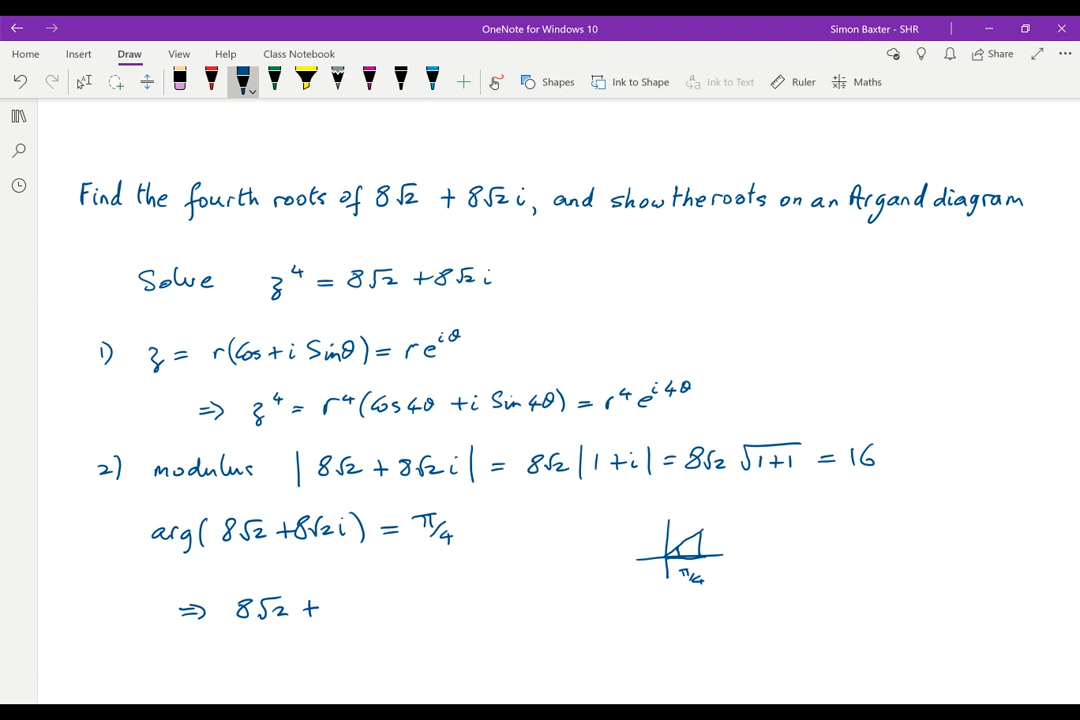 OneNote for Windows 10
Simon Baxter - SHR
Home Insert Draw View Help Class Notebook
Share
Shapes Ink to Shape Ink to Text Ruler Maths
Find the fourth roots of 8√2 + 8√2 i, and show the roots on an Argand diagram
Solve z⁴ = 8√2 + 8√2 i
1) z = r(Cos + i Sinθ) = re^{iθ}
⇒ z⁴ = r⁴(Cos 4θ + i Sin 4θ) = r⁴e^{i4θ}
2) modulus |8√2 + 8√2 i| = 8√2 |1 + i| = 8√2 √(1+1) = 16
arg(8√2 + 8√2 i) = π/4
π/4
⇒ 8√2 +